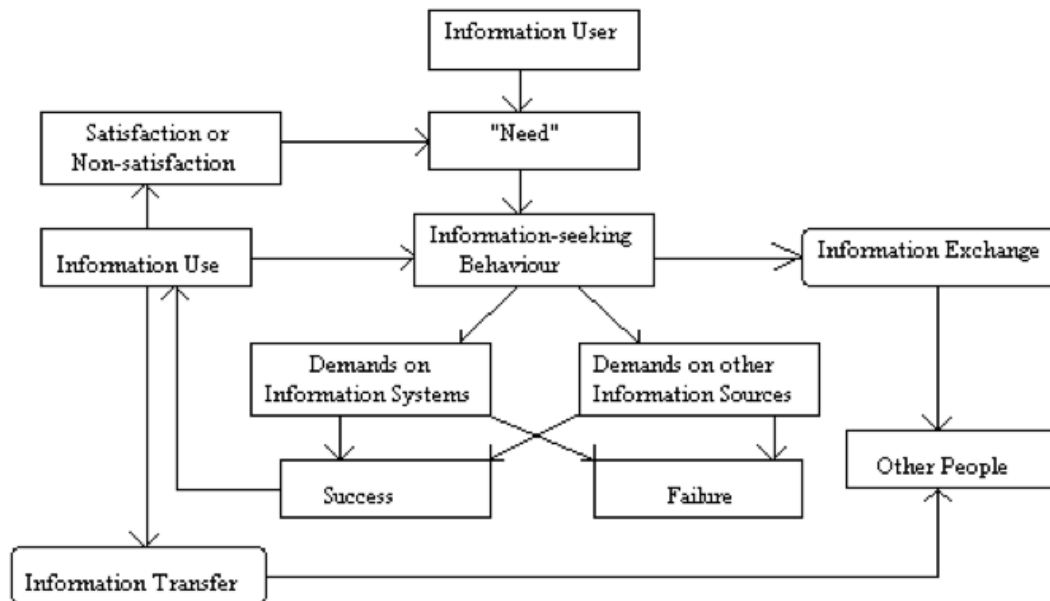 Information User
"Need"
Satisfaction or
Non-satisfaction
Information-seeking
Behaviour
Information Use
Information Exchange
Demands on
Information Systems
Demands on other
Information Sources
Success
Failure
Other People
Information Transfer